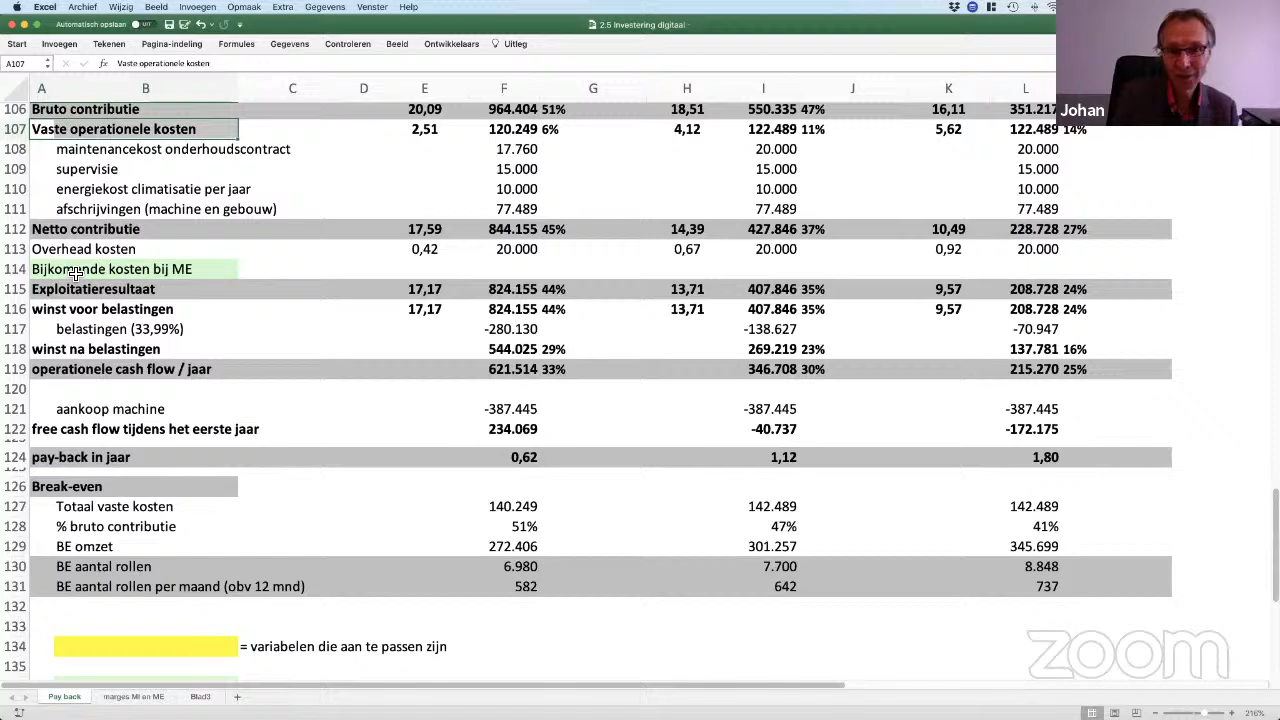 Excel Archief Wijzig Beeld Invoegen Opmaak Extra Gegevens Venster Help
Automatisch opslaan UIT 2.5 Investering digitaal
Start Invoegen Tekenen Pagina-indeling Formules Gegevens Controleren Beeld Ontwikkelaars Uitleg
A107 fx Vaste operationele kosten
A B C D E F G H I J K L
106 Bruto contributie 20,09 964.404 51% 18,51 550.335 47% 16,11 351.217
Johan
107 Vaste operationele kosten 2,51 120.249 6% 4,12 122.489 11% 5,62 122.489 14%
108 maintenancekost onderhoudscontract 17.760 20.000 20.000
109 supervisie 15.000 15.000 15.000
110 energiekost climatisatie per jaar 10.000 10.000 10.000
111 afschrijvingen (machine en gebouw) 77.489 77.489 77.489
112 Netto contributie 17,59 844.155 45% 14,39 427.846 37% 10,49 228.728 27%
113 Overhead kosten 0,42 20.000 0,67 20.000 0,92 20.000
114 Bijkomende kosten bij ME
115 Exploitatieresultaat 17,17 824.155 44% 13,71 407.846 35% 9,57 208.728 24%
116 winst voor belastingen 17,17 824.155 44% 13,71 407.846 35% 9,57 208.728 24%
117 belastingen (33,99%) -280.130 -138.627 -70.947
118 winst na belastingen 544.025 29% 269.219 23% 137.781 16%
119 operationele cash flow / jaar 621.514 33% 346.708 30% 215.270 25%
120
121 aankoop machine -387.445 -387.445 -387.445
122 free cash flow tijdens het eerste jaar 234.069 -40.737 -172.175
124 pay-back in jaar 0,62 1,12 1,80
126 Break-even
127 Totaal vaste kosten 140.249 142.489 142.489
128 % bruto contributie 51% 47% 41%
129 BE omzet 272.406 301.257 345.699
130 BE aantal rollen 6.980 7.700 8.848
131 BE aantal rollen per maand (obv 12 mnd) 582 642 737
132
133
134 = variabelen die aan te passen zijn
135
zoom
Pay back marges MI en ME Blad3 +
216%